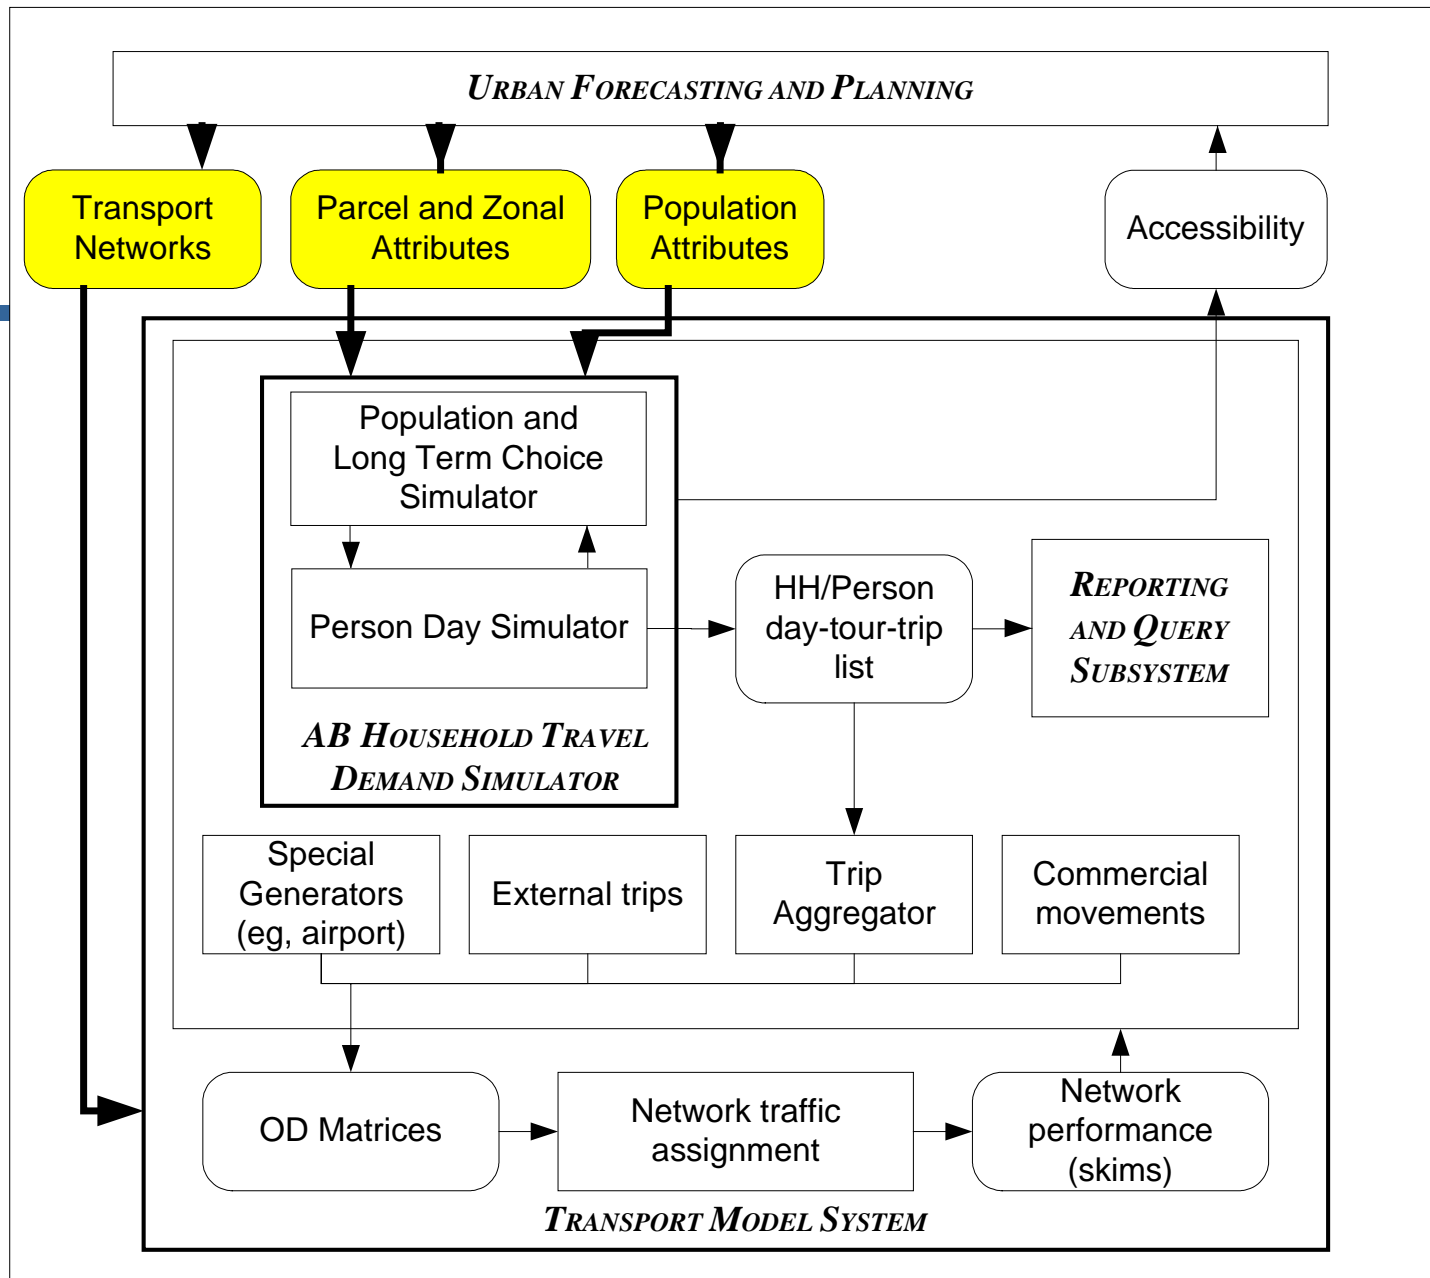 URBAN FORECASTING AND PLANNING
Transport
Networks
Parcel and Zonal
Attributes
Population
Attributes
Accessibility
Population and
Long Term Choice
Simulator
Person Day Simulator
AB HOUSEHOLD TRAVEL
DEMAND SIMULATOR
HH/Person
day-tour-trip
list
REPORTING
AND QUERY
SUBSYSTEM
Special
Generators
(eg, airport)
External trips
Trip
Aggregator
Commercial
movements
OD Matrices
Network traffic
assignment
Network
performance
(skims)
TRANSPORT MODEL SYSTEM